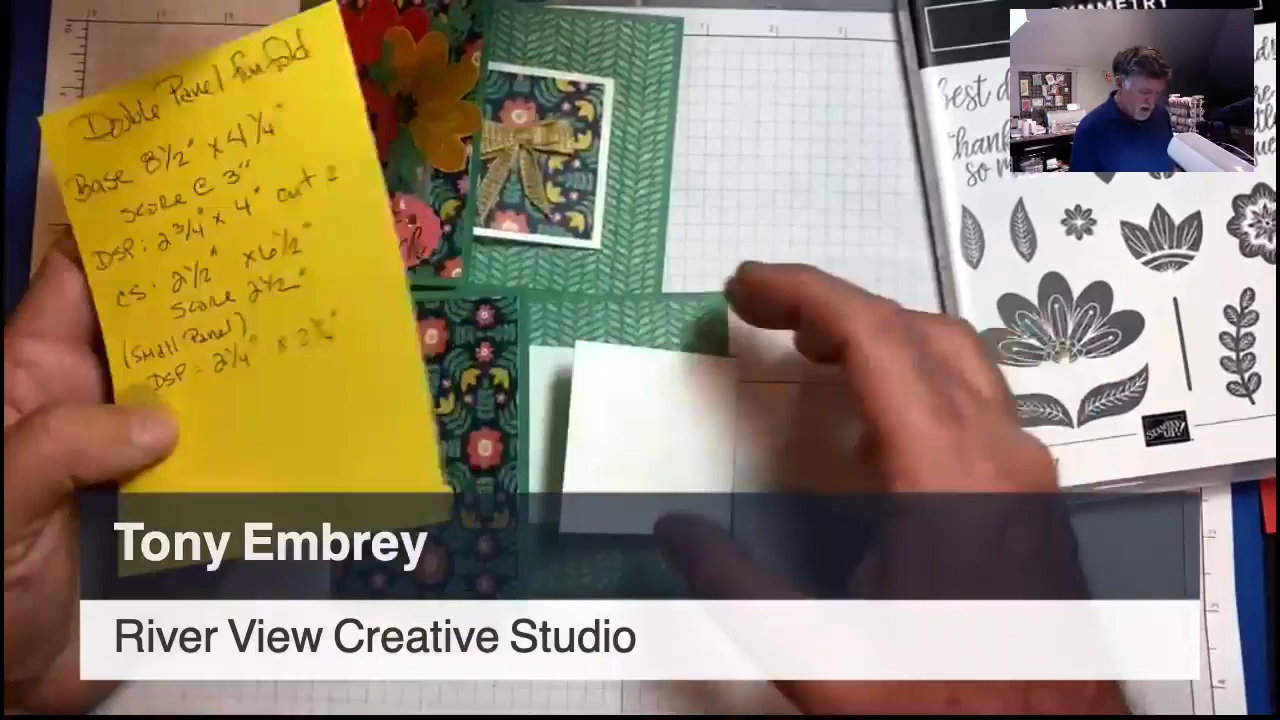 Double Panel fun fold
Base 8 1/2" x 4 1/4"
Score @ 3"
DSP: 2 3/4" x 4" cut 2
CS: 2 1/2" x 6 1/2"
Score 2 1/2"
(Small Panel)
DSP: 2 1/4" x
SYMMETRY
Best
thank
so m
STAMPIN' UP!
Tony Embrey
River View Creative Studio